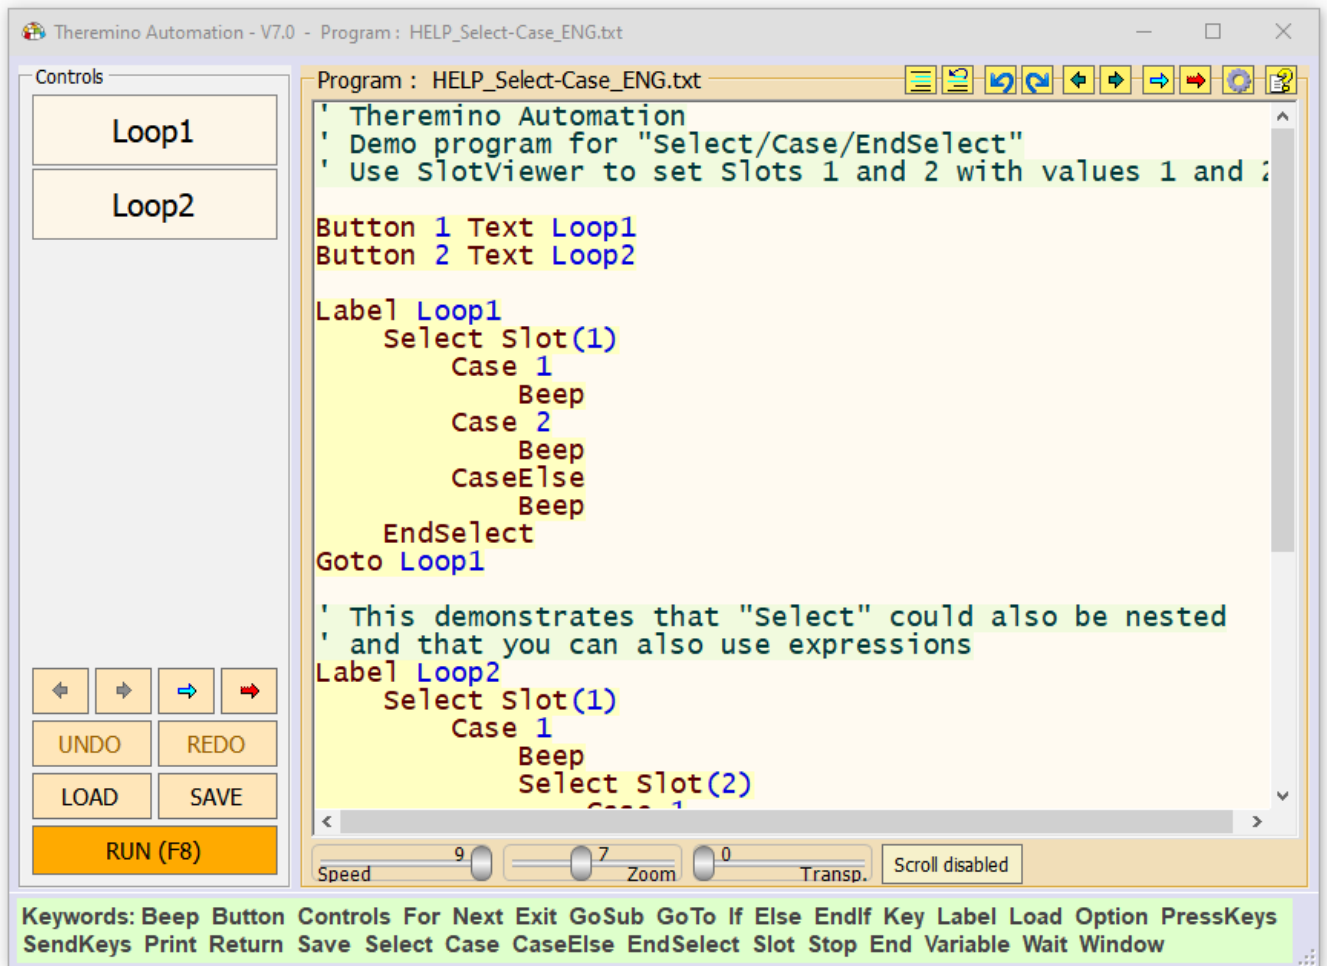 Theremino Automation - V7.0 - Program : HELP_Select-Case_ENG.txt
Controls
Loop1
Loop2
UNDO REDO
LOAD SAVE
RUN (F8)
Program : HELP_Select-Case_ENG.txt
' Theremino Automation
' Demo program for "Select/Case/EndSelect"
' Use SlotViewer to set Slots 1 and 2 with values 1 and 2
Button 1 Text Loop1
Button 2 Text Loop2
Label Loop1
Select Slot(1)
Case 1
Beep
Case 2
Beep
CaseElse
Beep
EndSelect
Goto Loop1
' This demonstrates that "Select" could also be nested
' and that you can also use expressions
Label Loop2
Select Slot(1)
Case 1
Beep
Select Slot(2)
Case 1
9 Speed
7 Zoom
0 Transp.
Scroll disabled
Keywords: Beep Button Controls For Next Exit GoSub GoTo If Else EndIf Key Label Load Option PressKeys
SendKeys Print Return Save Select Case CaseElse EndSelect Slot Stop End Variable Wait Window